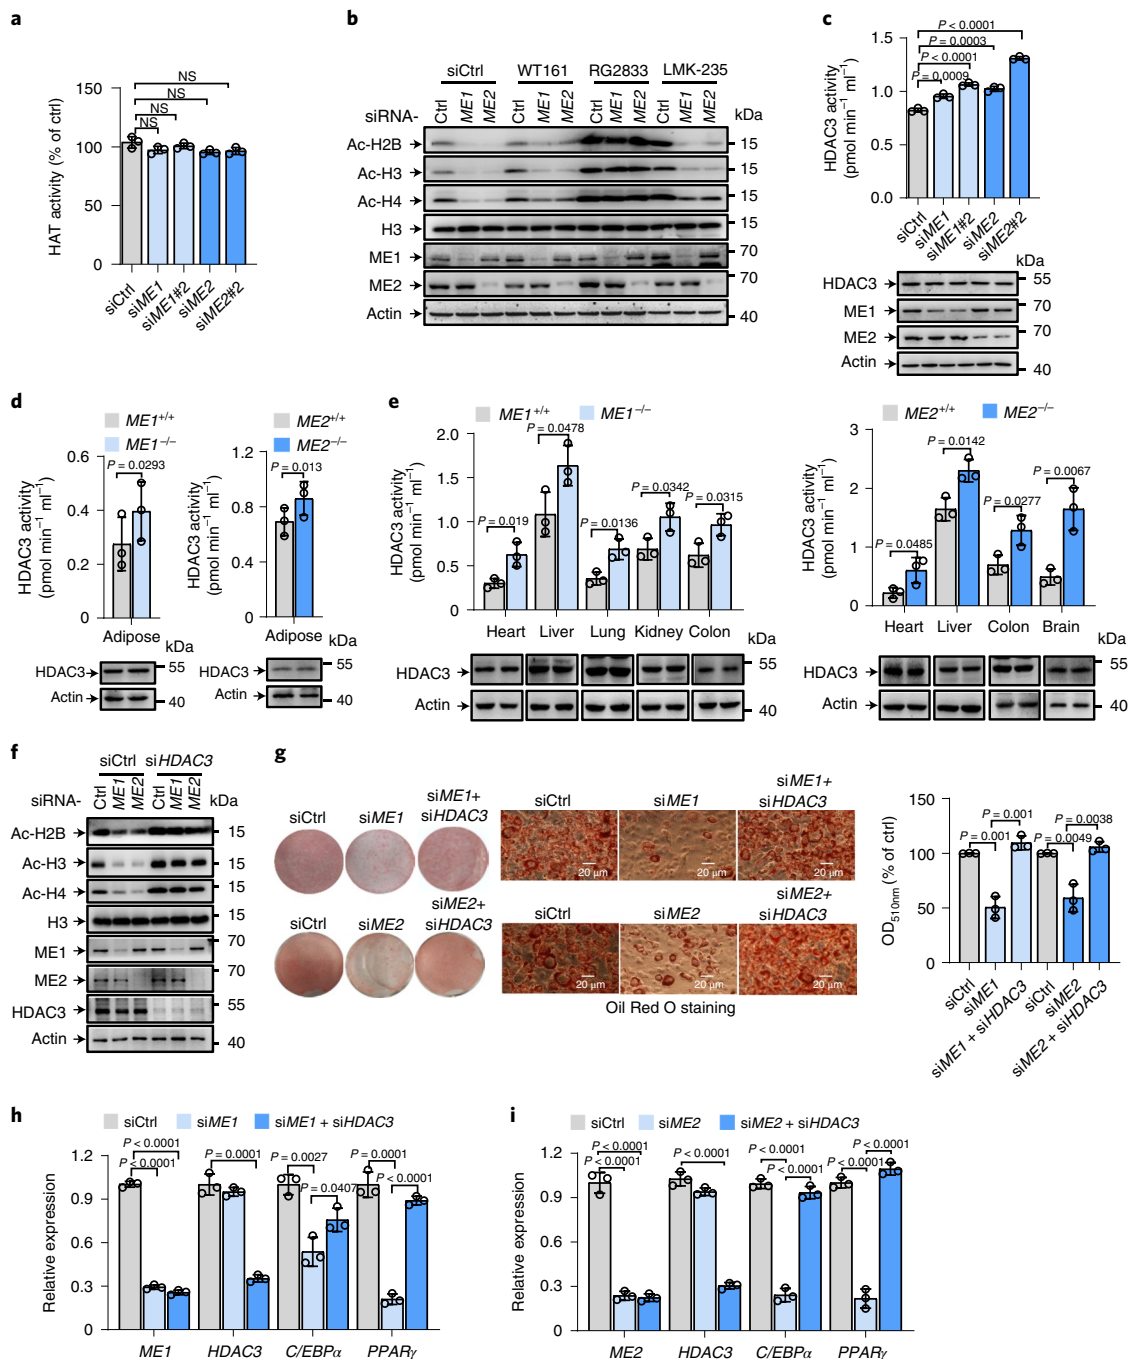 a
HAT activity (% of ctrl)
150
100
50
0
NS
NS
NS
NS
siCtrl
siME1
siME1#2
siME2
siME2#2
b
siCtrl WT161 RG2833 LMK-235
siRNA- Ctrl ME1 ME2 Ctrl ME1 ME2 Ctrl ME1 ME2 Ctrl ME1 ME2 kDa
Ac-H2B 15
Ac-H3 15
Ac-H4 15
H3 15
ME1 70
ME2 70
Actin 40
c
HDAC3 activity
(pmol min⁻¹ ml⁻¹)
1.5
1.0
0.5
0.0
P < 0.0001
P = 0.0003
P < 0.0001
P = 0.0009
siCtrl
siME1
siME1#2
siME2
siME2#2
kDa
HDAC3 55
ME1 70
ME2 70
Actin 40
d
ME1+/+
ME1−/−
HDAC3 activity
(pmol min⁻¹ ml⁻¹)
0.6
0.4
0.2
0
P = 0.0293
Adipose
kDa
HDAC3 55
Actin 40
ME2+/+
ME2−/−
HDAC3 activity
(pmol min⁻¹ ml⁻¹)
1.2
0.8
0.4
0
P = 0.013
Adipose
kDa
HDAC3 55
Actin 40
e
ME1+/+ ME1−/−
HDAC3 activity
(pmol min⁻¹ ml⁻¹)
2.0
1.5
1.0
0.5
0
P = 0.019
P = 0.0478
P = 0.0136
P = 0.0342
P = 0.0315
Heart Liver Lung Kidney Colon
kDa
HDAC3 55
Actin 40
ME2+/+ ME2−/−
HDAC3 activity
(pmol min⁻¹ ml⁻¹)
3
2
1
0
P = 0.0485
P = 0.0142
P = 0.0277
P = 0.0067
Heart Liver Colon Brain
kDa
HDAC3 55
Actin 40
f
siCtrl siHDAC3
siRNA- Ctrl ME1 ME2 Ctrl ME1 ME2 kDa
Ac-H2B 15
Ac-H3 15
Ac-H4 15
H3 15
ME1 70
ME2 70
HDAC3 55
Actin 40
g
siCtrl siME1 siME1+
siHDAC3
siCtrl siME2 siME2+
siHDAC3
siCtrl siME1 siME1+
siHDAC3
20 μm 20 μm 20 μm
siCtrl siME2 siME2+
siHDAC3
20 μm 20 μm 20 μm
Oil Red O staining
OD510nm (% of ctrl)
150
100
50
0
P = 0.001
P = 0.001
P = 0.0049
P = 0.0038
siCtrl
siME1
siME1 + siHDAC3
siCtrl
siME2
siME2 + siHDAC3
h
siCtrl siME1 siME1 + siHDAC3
Relative expression
1.2
0.9
0.6
0.3
0
P < 0.0001
P < 0.0001
P = 0.0001
P = 0.0027
P = 0.0407
P = 0.0001
P < 0.0001
ME1 HDAC3 C/EBPα PPARγ
i
siCtrl siME2 siME2 + siHDAC3
Relative expression
1.2
0.9
0.6
0.3
0
P < 0.0001
P < 0.0001
P < 0.0001
P < 0.0001
P < 0.0001
P < 0.0001
P < 0.0001
ME2 HDAC3 C/EBPα PPARγ